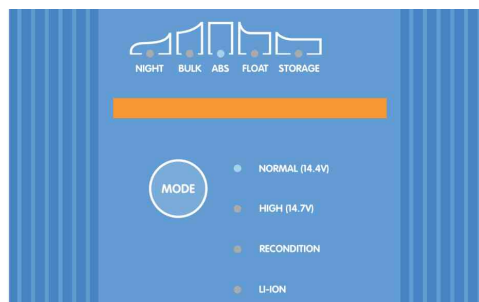 NIGHT BULK ABS FLOAT STORAGE
MODE
NORMAL (14.4V)
HIGH (14.7V)
RECONDITION
LI-ION